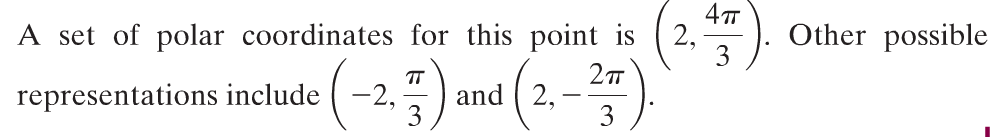 A set of polar coordinates for this point is (2, 4π/3). Other possible
representations include (−2, π/3) and (2, −2π/3).